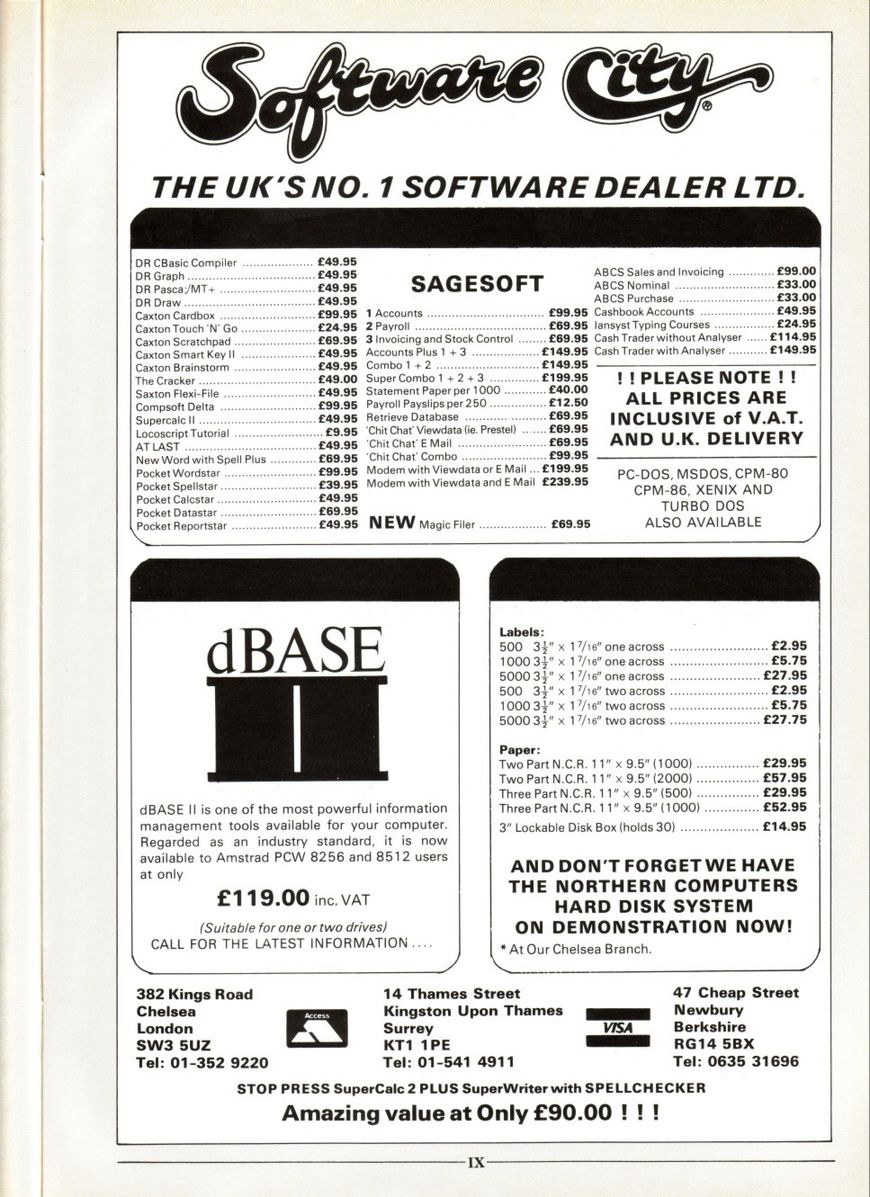 Software City
THE UK'S NO. 1 SOFTWARE DEALER LTD.
DR CBasic Compiler .................... £49.95
DR Graph .................... £49.95
DR Pasca;/MT+ .................... £49.95
DR Draw .................... £49.95
Caxton Cardbox .................... £99.95
Caxton Touch 'N' Go .................... £24.95
Caxton Scratchpad .................... £69.95
Caxton Smart Key II .................... £49.95
Caxton Brainstorm .................... £49.95
The Cracker .................... £49.00
Saxton Flexi-File .................... £49.95
Compsoft Delta .................... £99.95
Supercalc II .................... £49.95
Locoscript Tutorial .................... £9.95
AT LAST .................... £49.95
New Word with Spell Plus ............ £69.95
Pocket Wordstar .................... £99.95
Pocket Spellstar .................... £39.95
Pocket Calcstar .................... £49.95
Pocket Datastar .................... £69.95
Pocket Reportstar .................... £49.95
SAGESOFT
1 Accounts .................... £99.95
2 Payroll .................... £69.95
3 Invoicing and Stock Control ........ £69.95
Accounts Plus 1 + 3 .................... £149.95
Combo 1 + 2 .................... £149.95
Super Combo 1 + 2 + 3 .............. £199.95
Statement Paper per 1000 ............ £40.00
Payroll Payslips per 250 .............. £12.50
Retrieve Database .................... £69.95
'Chit Chat' Viewdata (ie. Prestel) ...... £69.95
'Chit Chat' E Mail .................... £69.95
'Chit Chat' Combo .................... £99.95
Modem with Viewdata or E Mail ... £199.95
Modem with Viewdata and E Mail £239.95
NEW Magic Filer .................... £69.95
ABCS Sales and Invoicing ............ £99.00
ABCS Nominal .................... £33.00
ABCS Purchase .................... £33.00
Cashbook Accounts .................... £49.95
Iansyst Typing Courses .............. £24.95
Cash Trader without Analyser ...... £114.95
Cash Trader with Analyser .......... £149.95
! ! PLEASE NOTE ! !
ALL PRICES ARE
INCLUSIVE of V.A.T.
AND U.K. DELIVERY
PC-DOS, MSDOS, CPM-80
CPM-86, XENIX AND
TURBO DOS
ALSO AVAILABLE
dBASE
II
dBASE II is one of the most powerful information
management tools available for your computer.
Regarded as an industry standard, it is now
available to Amstrad PCW 8256 and 8512 users
at only
£119.00 inc. VAT
(Suitable for one or two drives)
CALL FOR THE LATEST INFORMATION ....
Labels:
500 3½" × 1 7/16" one across .................... £2.95
1000 3½" × 1 7/16" one across .................... £5.75
5000 3½" × 1 7/16" one across .................... £27.95
500 3½" × 1 7/16" two across .................... £2.95
1000 3½" × 1 7/16" two across .................... £5.75
5000 3½" × 1 7/16" two across .................... £27.75
Paper:
Two Part N.C.R. 11" × 9.5" (1000) ................ £29.95
Two Part N.C.R. 11" × 9.5" (2000) ................ £57.95
Three Part N.C.R. 11" × 9.5" (500) ................ £29.95
Three Part N.C.R. 11" × 9.5" (1000) .............. £52.95
3" Lockable Disk Box (holds 30) .................... £14.95
AND DON'T FORGET WE HAVE
THE NORTHERN COMPUTERS
HARD DISK SYSTEM
ON DEMONSTRATION NOW!
* At Our Chelsea Branch.
382 Kings Road
Chelsea
London
SW3 5UZ
Tel: 01-352 9220
Access
14 Thames Street
Kingston Upon Thames
Surrey
KT1 1PE
Tel: 01-541 4911
VISA
47 Cheap Street
Newbury
Berkshire
RG14 5BX
Tel: 0635 31696
STOP PRESS SuperCalc 2 PLUS SuperWriter with SPELLCHECKER
Amazing value at Only £90.00 ! ! !
IX